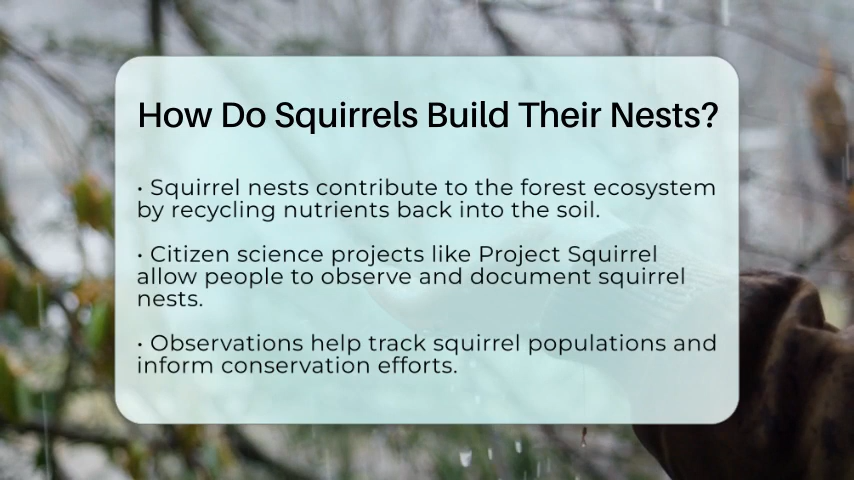 How Do Squirrels Build Their Nests?
• Squirrel nests contribute to the forest ecosystem
by recycling nutrients back into the soil.
• Citizen science projects like Project Squirrel
allow people to observe and document squirrel
nests.
• Observations help track squirrel populations and
inform conservation efforts.